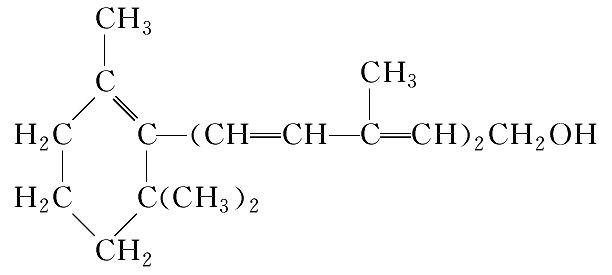 CH₃
C
CH₃
H₂C C—(CH═CH—C═CH)₂CH₂OH
H₂C C(CH₃)₂
CH₂